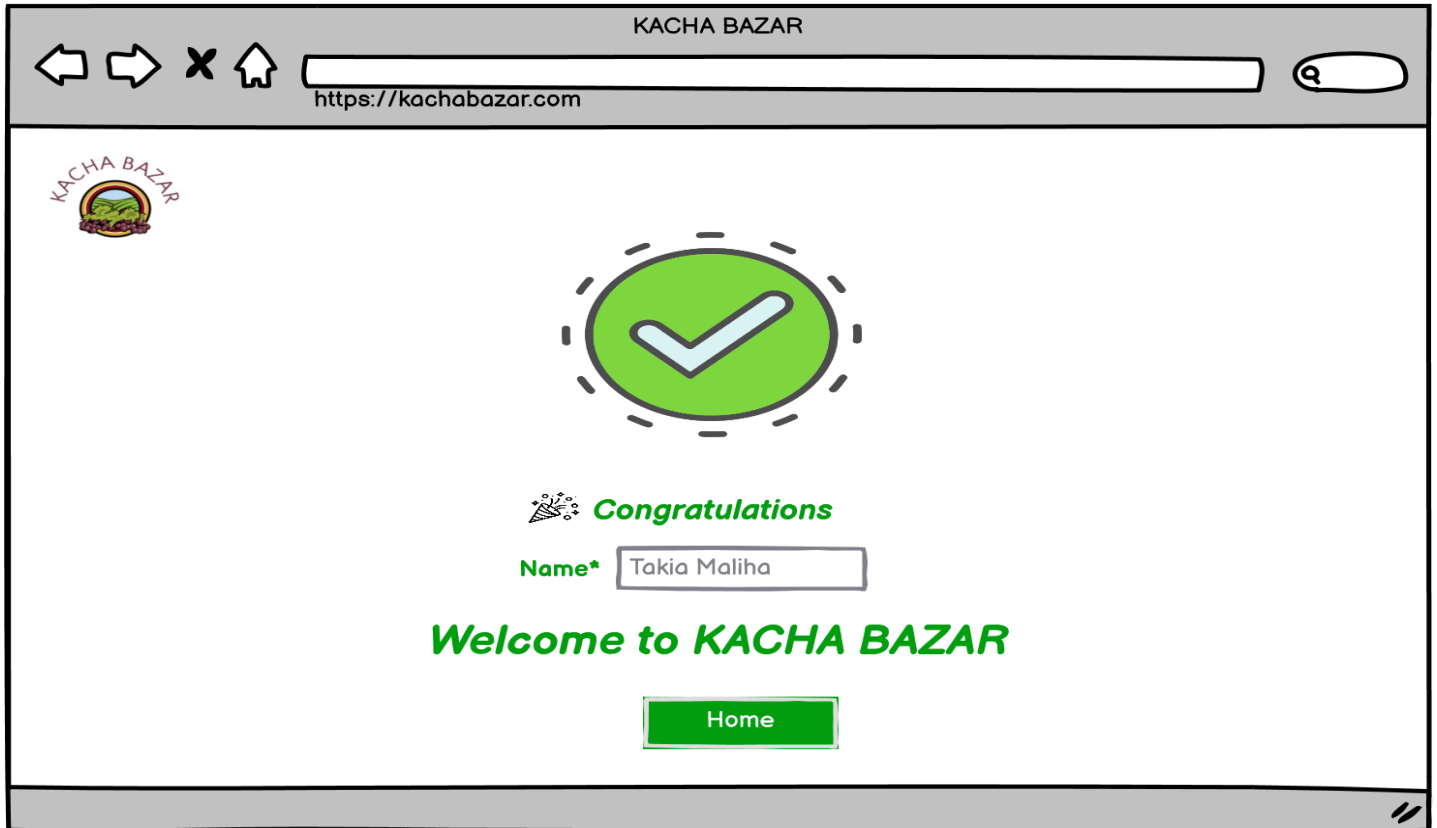 KACHA BAZAR
https://kachabazar.com
KACHA BAZAR
Congratulations
Name* Takia Maliha
Welcome to KACHA BAZAR
Home